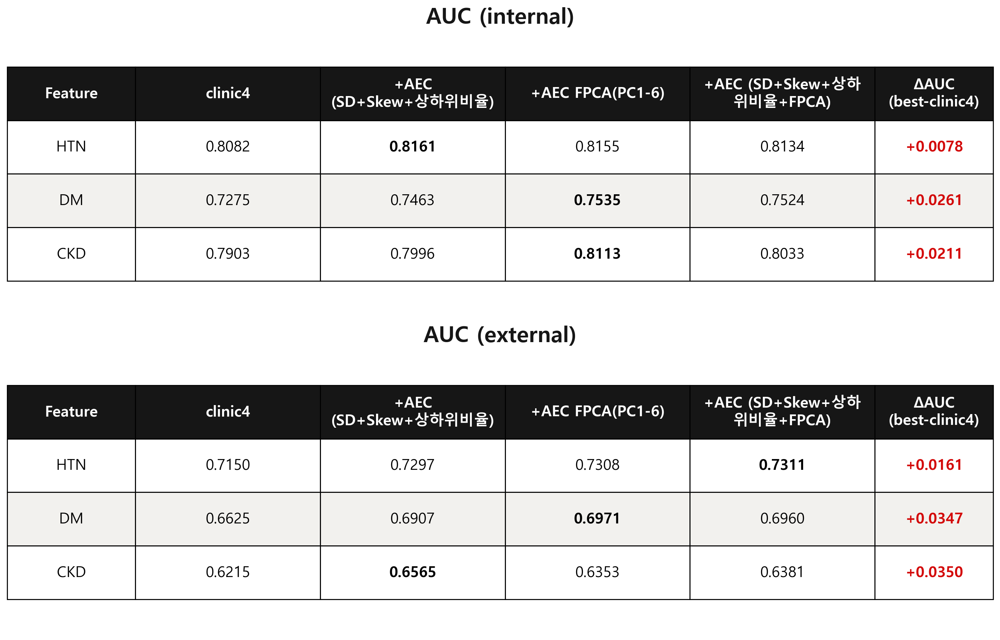 AUC (internal)
Feature
clinic4
+AEC
(SD+Skew+상하위비율)
+AEC FPCA(PC1-6)
+AEC (SD+Skew+상하
위비율+FPCA)
ΔAUC
(best-clinic4)
HTN
0.8082
0.8161
0.8155
0.8134
+0.0078
DM
0.7275
0.7463
0.7535
0.7524
+0.0261
CKD
0.7903
0.7996
0.8113
0.8033
+0.0211
AUC (external)
Feature
clinic4
+AEC
(SD+Skew+상하위비율)
+AEC FPCA(PC1-6)
+AEC (SD+Skew+상하
위비율+FPCA)
ΔAUC
(best-clinic4)
HTN
0.7150
0.7297
0.7308
0.7311
+0.0161
DM
0.6625
0.6907
0.6971
0.6960
+0.0347
CKD
0.6215
0.6565
0.6353
0.6381
+0.0350